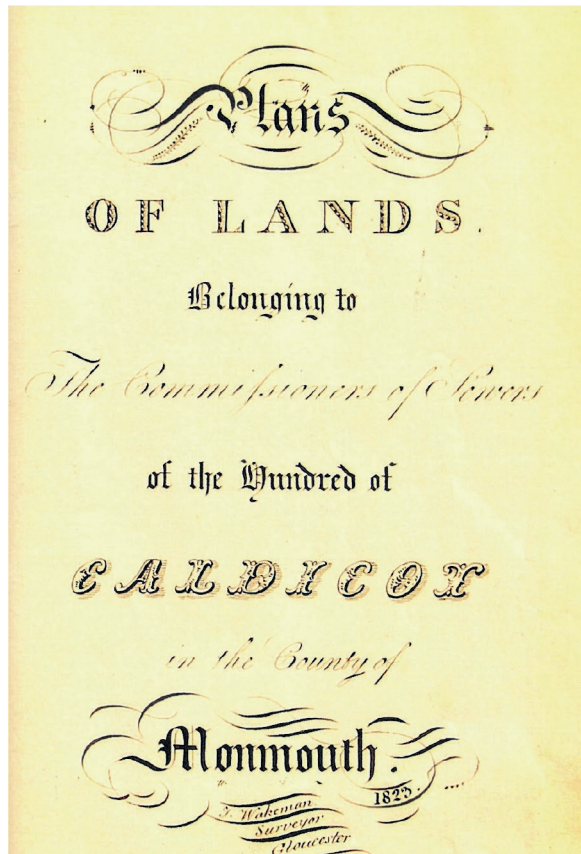 Plans
OF LANDS.
Belonging to
The Commissioners of Sewers
of the Hundred of
CALDICOT
in the County of
Monmouth.
1823.
T. Wakeman
Surveyor
Gloucester